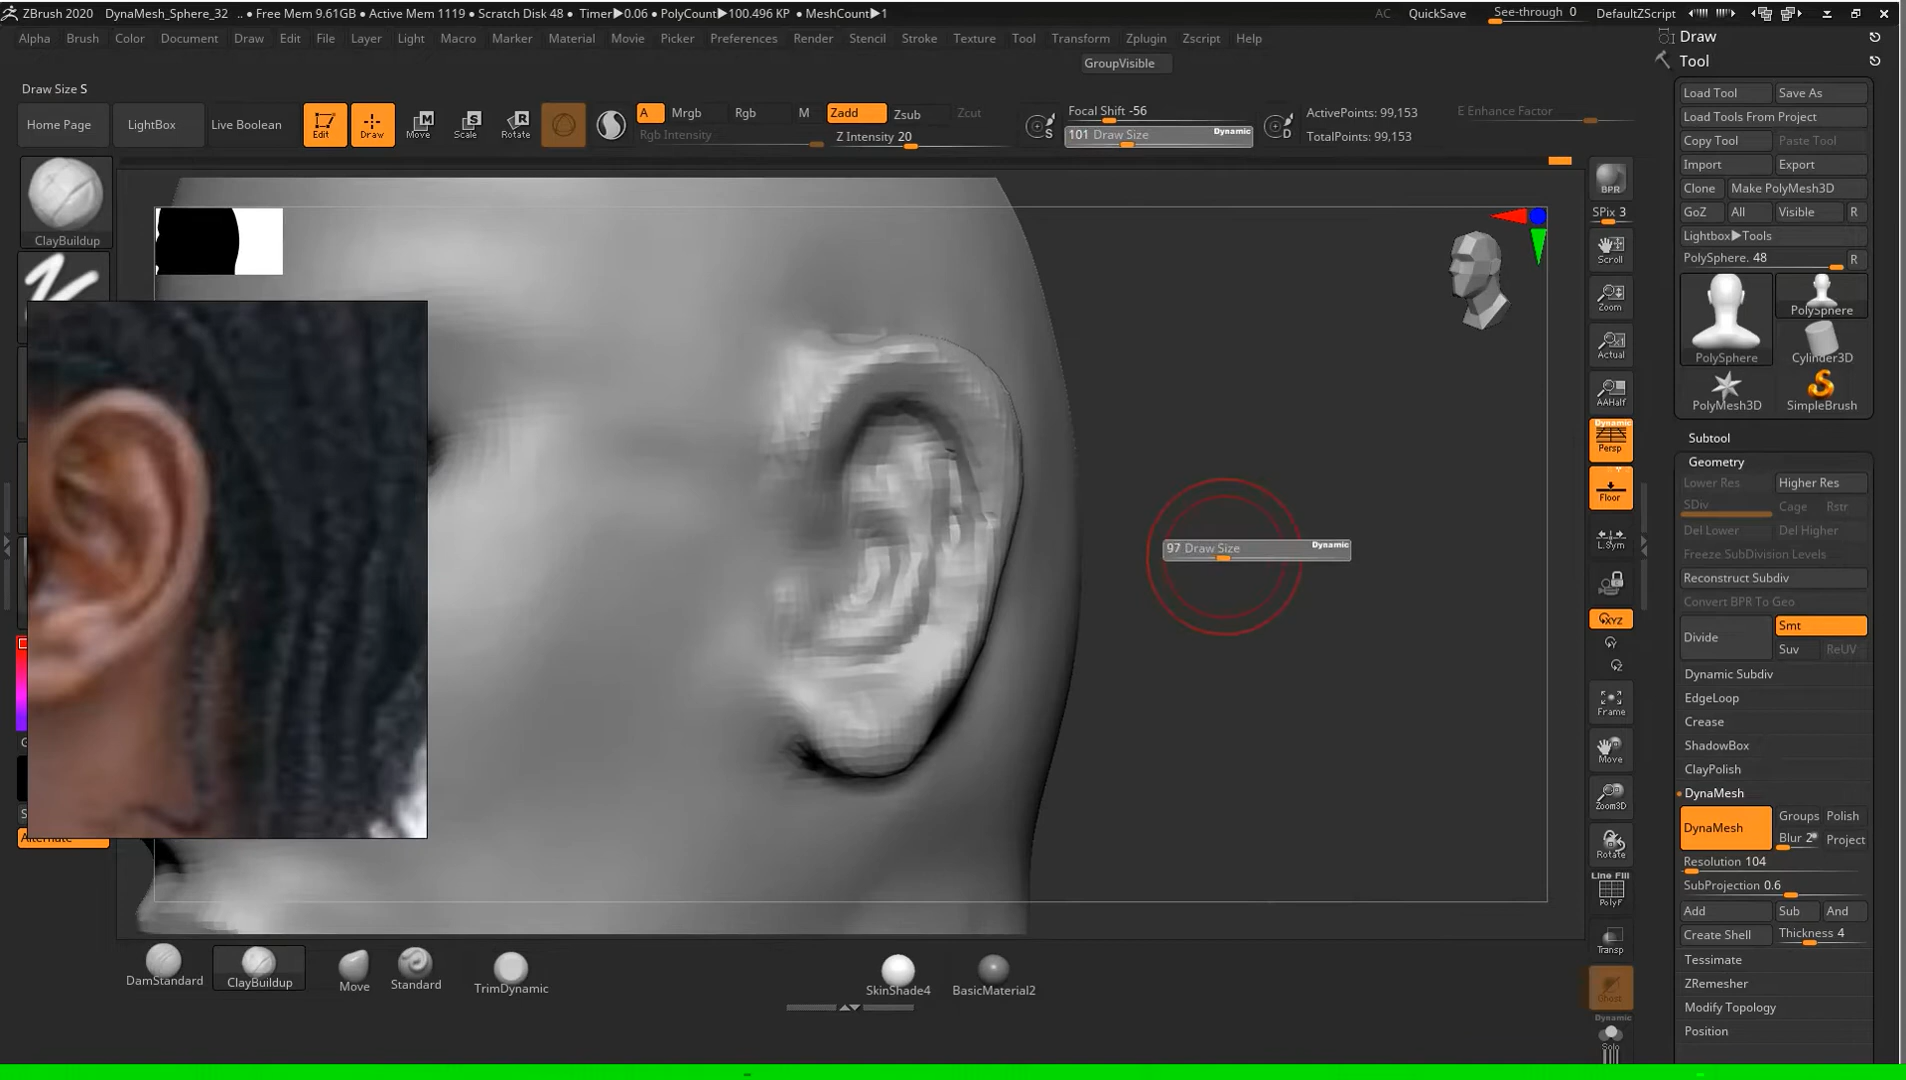 ZBrush 2020 DynaMesh_Sphere_32 .. ● Free Mem 9.61GB ● Active Mem 1119 ● Scratch Disk 48 ● Timer▶0.06 ● PolyCount▶100.496 KP ● MeshCount▶1 AC QuickSave See-through 0 DefaultZScript
Alpha Brush Color Document Draw Edit File Layer Light Macro Marker Material Movie Picker Preferences Render Stencil Stroke Texture Tool Transform Zplugin Zscript Help
GroupVisible
Draw Size S
Home Page LightBox Live Boolean
Edit Draw Move Scale Rotate
A Mrgb Rgb M Zadd Zsub Zcut
Rgb Intensity Z Intensity 20
Focal Shift -56
101 Draw Size Dynamic
ActivePoints: 99,153 E Enhance Factor
TotalPoints: 99,153
ClayBuildup
97 Draw Size Dynamic
Alternate
DamStandard ClayBuildup Move Standard TrimDynamic SkinShade4 BasicMaterial2
BPR
SPix 3
Scroll
Zoom
Actual
AAHalf
Dynamic
Persp
Floor
L.Sym
XYZ
Frame
Move
Zoom3D
Rotate
Line Fill
PolyF
Transp
Ghost
Dynamic
Solo
Draw
Tool
Load Tool Save As
Load Tools From Project
Copy Tool Paste Tool
Import Export
Clone Make PolyMesh3D
GoZ All Visible R
Lightbox▶Tools
PolySphere. 48 R
PolySphere
PolySphere Cylinder3D
PolyMesh3D SimpleBrush
Subtool
Geometry
Lower Res Higher Res
SDiv Cage Rstr
Del Lower Del Higher
Freeze SubDivision Levels
Reconstruct Subdiv
Convert BPR To Geo
Divide Smt
Suv ReUV
Dynamic Subdiv
EdgeLoop
Crease
ShadowBox
ClayPolish
DynaMesh
DynaMesh Groups Polish
Blur 2 Project
Resolution 104
SubProjection 0.6
Add Sub And
Create Shell Thickness 4
Tessimate
ZRemesher
Modify Topology
Position